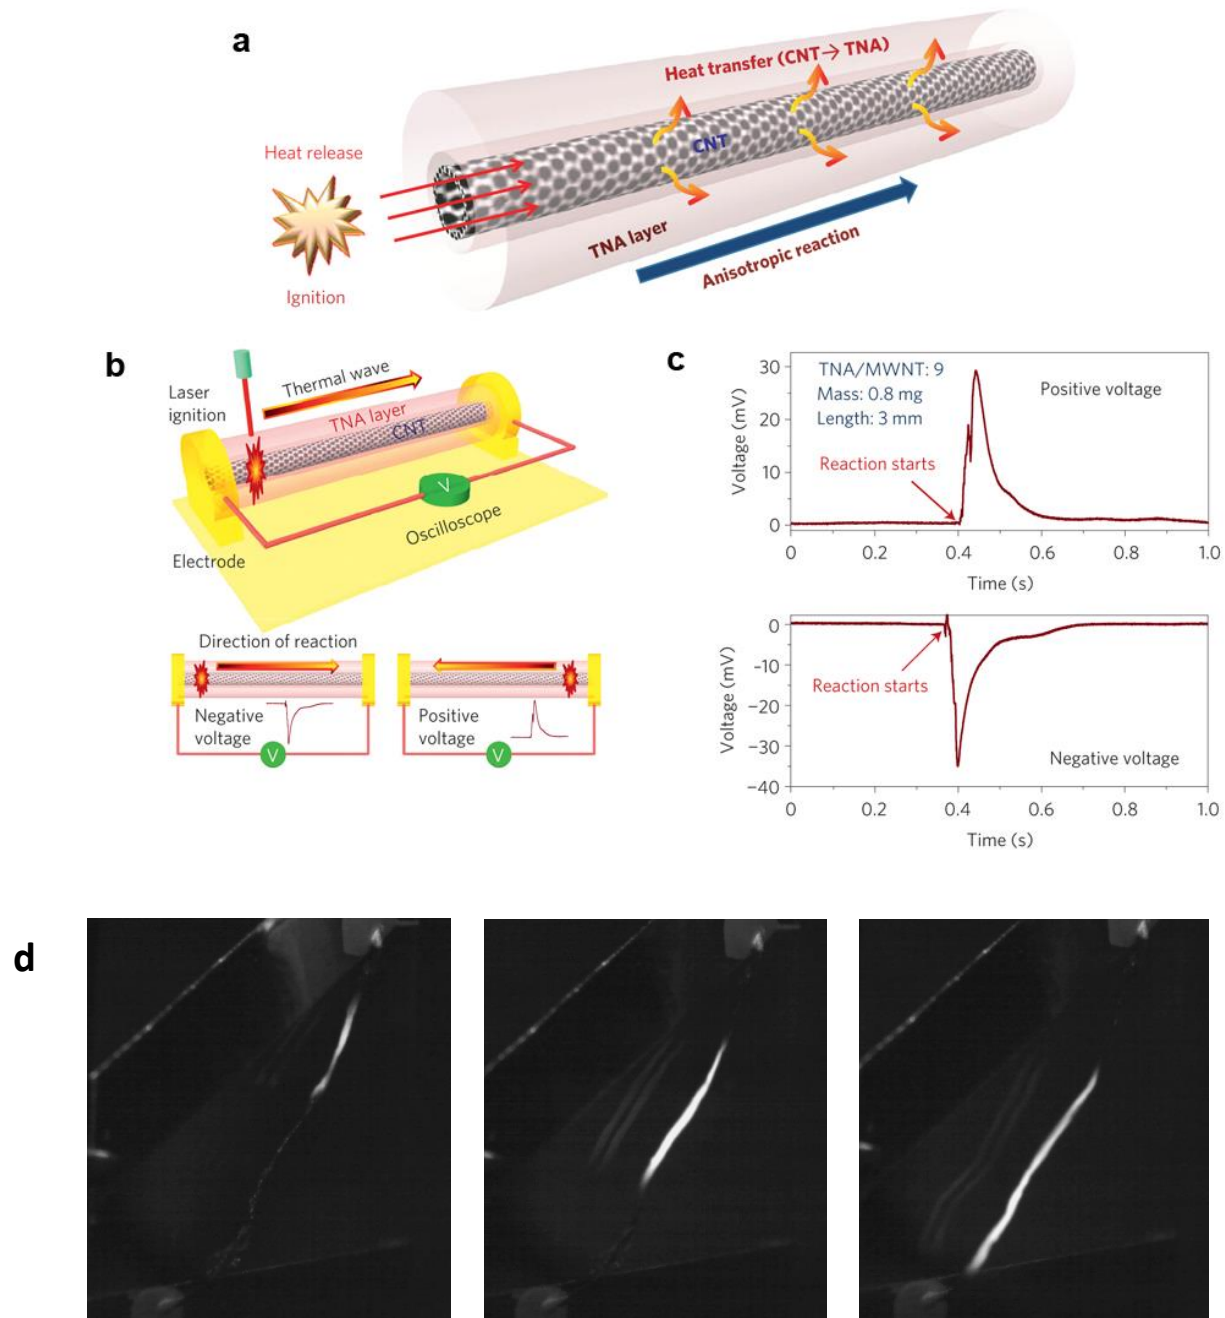 a
Heat transfer (CNT → TNA)
CNT
Heat release
Ignition
TNA layer
Anisotropic reaction
b
Laser
ignition
Thermal wave
TNA layer
CNT
V
Oscilloscope
Electrode
Direction of reaction
Negative
voltage
V
Positive
voltage
V
c
30
20
10
0
Voltage (mV)
TNA/MWNT: 9
Mass: 0.8 mg
Length: 3 mm
Positive voltage
Reaction starts
0 0.2 0.4 0.6 0.8 1.0
Time (s)
0
−10
−20
−30
−40
Voltage (mV)
Reaction starts
Negative voltage
0 0.2 0.4 0.6 0.8 1.0
Time (s)
d